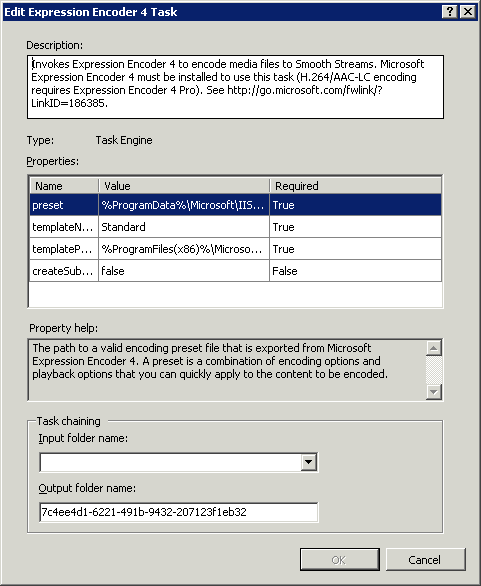 Edit Expression Encoder 4 Task
Description:
Invokes Expression Encoder 4 to encode media files to Smooth Streams. Microsoft
Expression Encoder 4 must be installed to use this task (H.264/AAC-LC encoding
requires Expression Encoder 4 Pro). See http://go.microsoft.com/fwlink/?
LinkID=186385.
Type: Task Engine
Properties:
Name Value Required
preset %ProgramData%\Microsoft\IIS... True
templateN... Standard True
templateP... %ProgramFiles(x86)%\Microso... True
createSub... false False
Property help:
The path to a valid encoding preset file that is exported from Microsoft
Expression Encoder 4. A preset is a combination of encoding options and
playback options that you can quickly apply to the content to be encoded.
Task chaining
Input folder name:
Output folder name:
7c4ee4d1-6221-491b-9432-207123f1eb32
OK Cancel